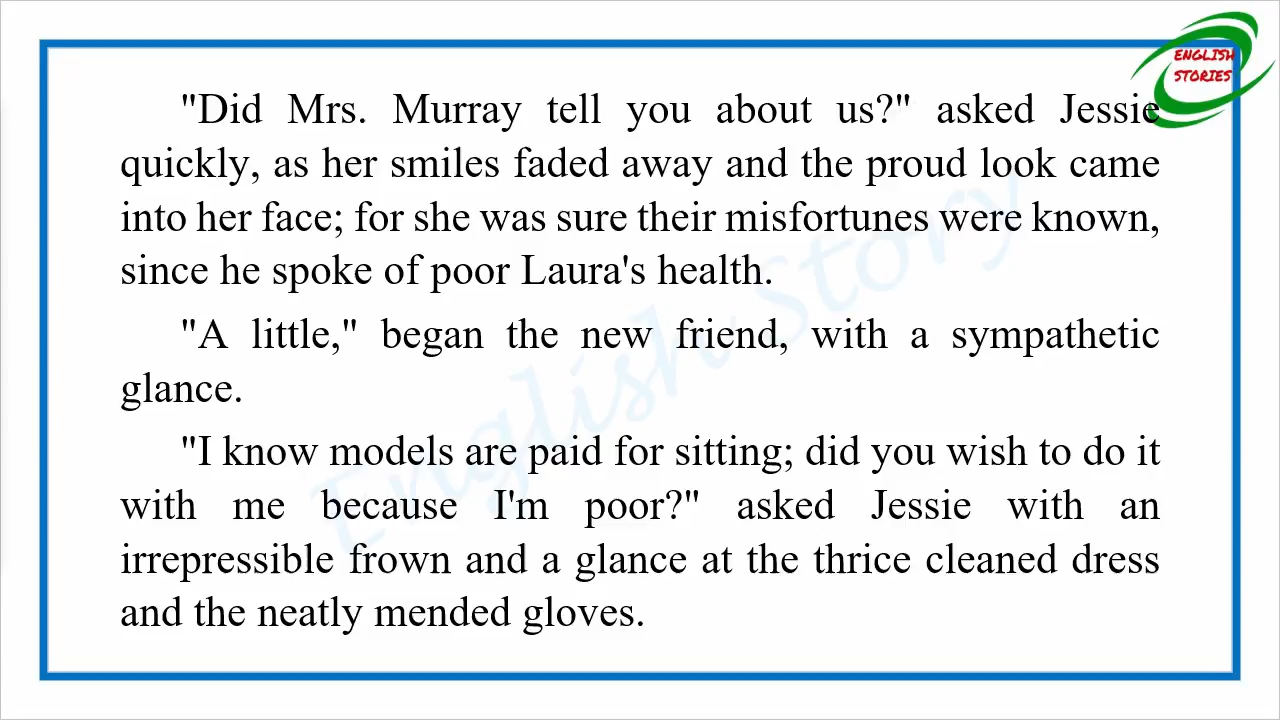 ENGLISH
STORIES
"Did Mrs. Murray tell you about us?" asked Jessie
quickly, as her smiles faded away and the proud look came
into her face; for she was sure their misfortunes were known,
since he spoke of poor Laura's health.
"A little," began the new friend, with a sympathetic
glance.
"I know models are paid for sitting; did you wish to do it
with me because I'm poor?" asked Jessie with an
irrepressible frown and a glance at the thrice cleaned dress
and the neatly mended gloves.
English Story